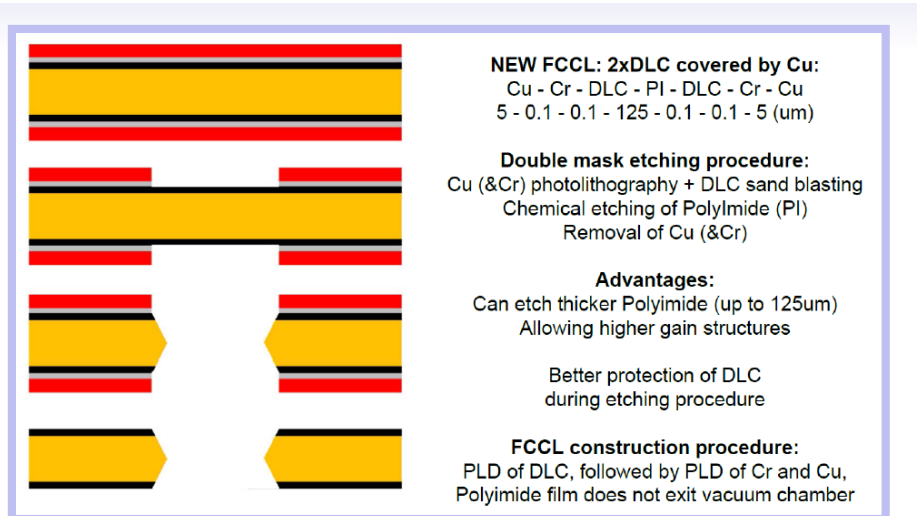 NEW FCCL: 2xDLC covered by Cu:
Cu - Cr - DLC - PI - DLC - Cr - Cu
5 - 0.1 - 0.1 - 125 - 0.1 - 0.1 - 5 (um)
Double mask etching procedure:
Cu (&Cr) photolithography + DLC sand blasting
Chemical etching of PolyImide (PI)
Removal of Cu (&Cr)
Advantages:
Can etch thicker Polyimide (up to 125um)
Allowing higher gain structures
Better protection of DLC
during etching procedure
FCCL construction procedure:
PLD of DLC, followed by PLD of Cr and Cu,
Polyimide film does not exit vacuum chamber